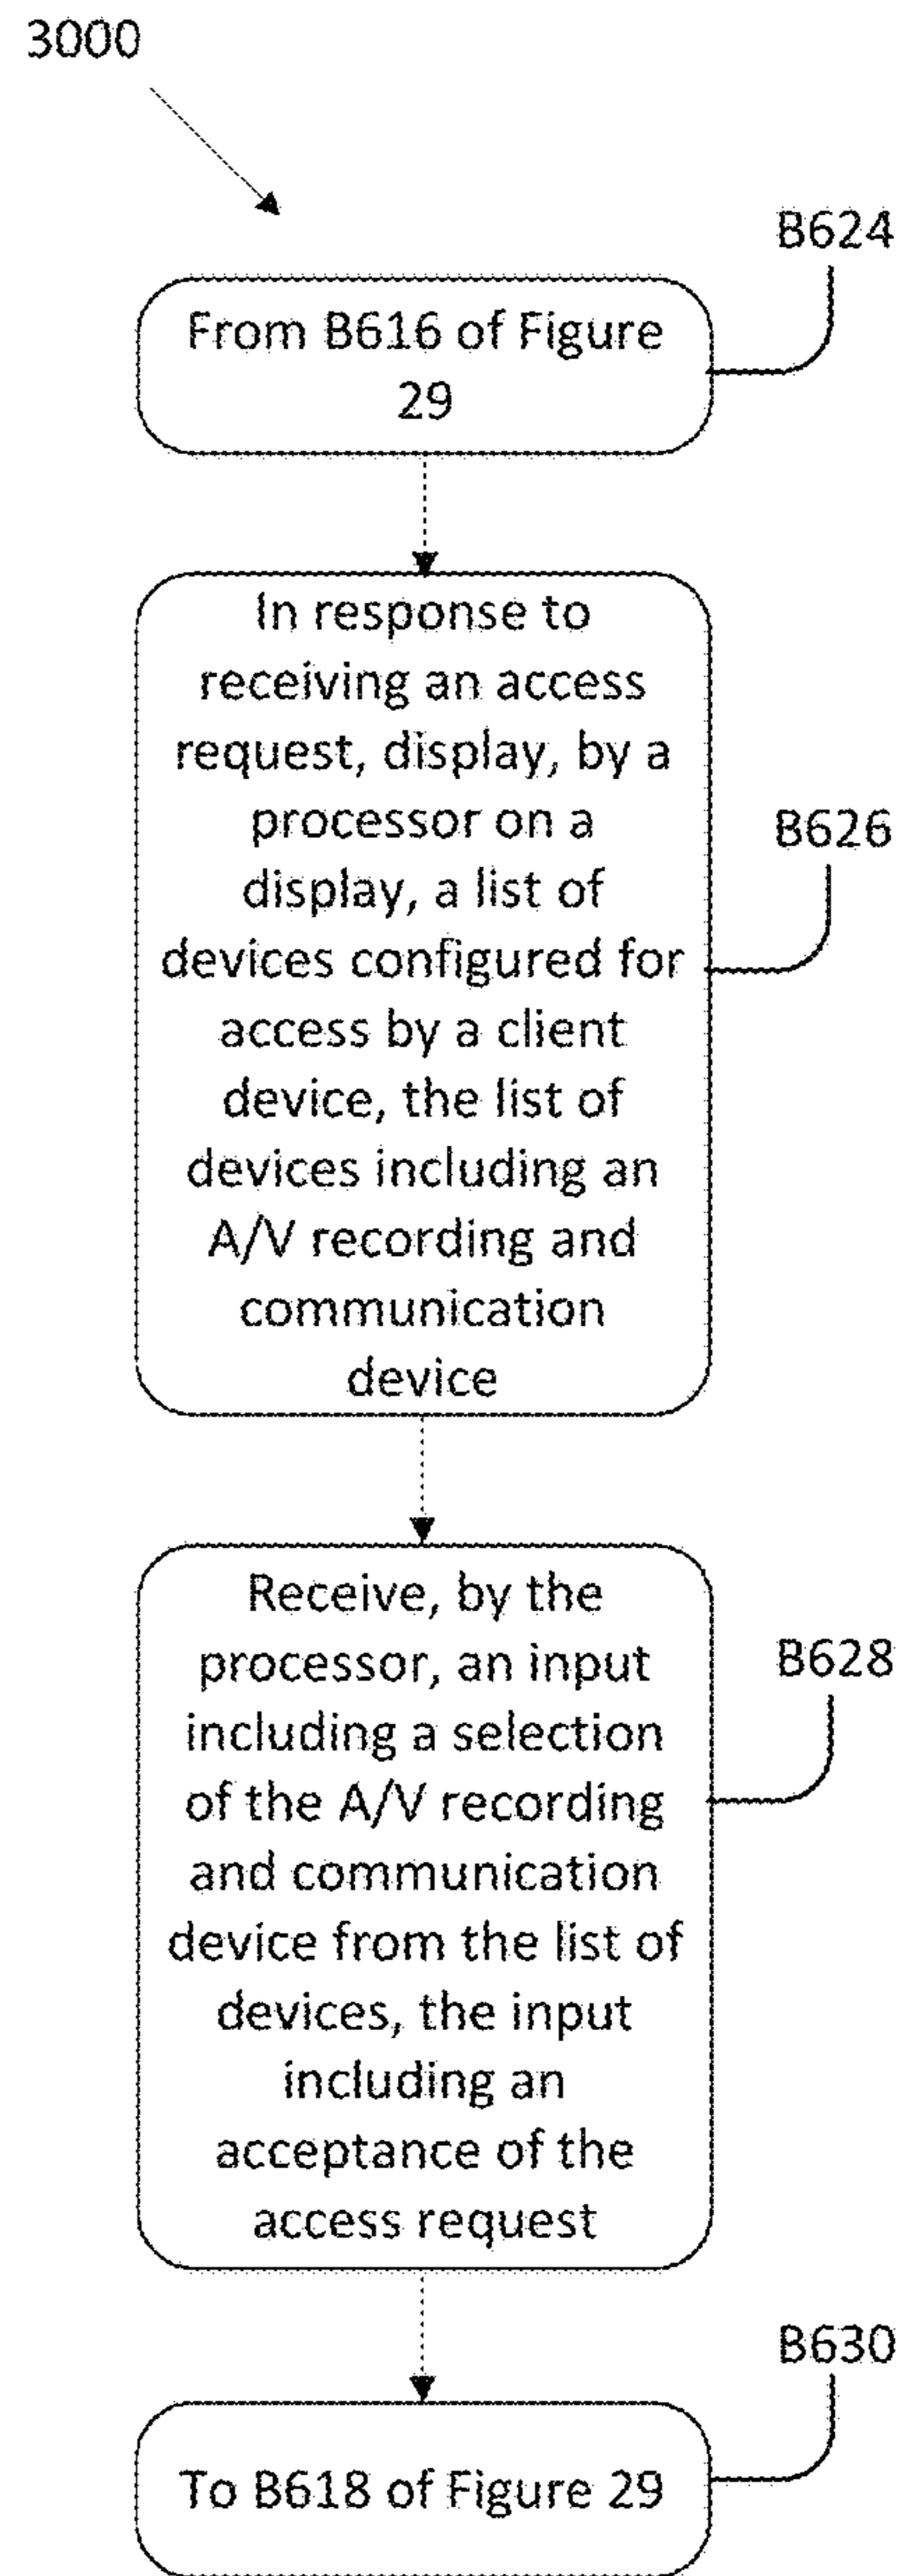 3000
B624
From B616 of Figure
29
In response to
receiving an access
request, display, by a
processor on a
display, a list of
devices configured for
access by a client
device, the list of
devices including an
A/V recording and
communication
device
B626
Receive, by the
processor, an input
including a selection
of the A/V recording
and communication
device from the list of
devices, the input
including an
acceptance of the
access request
B628
To B618 of Figure 29
B630